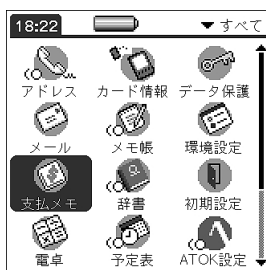 18:22 ▼ すべて
アドレス カード情報 データ保護
メール メモ帳 環境設定
支払メモ 辞書 初期設定
電卓 予定表 ATOK設定